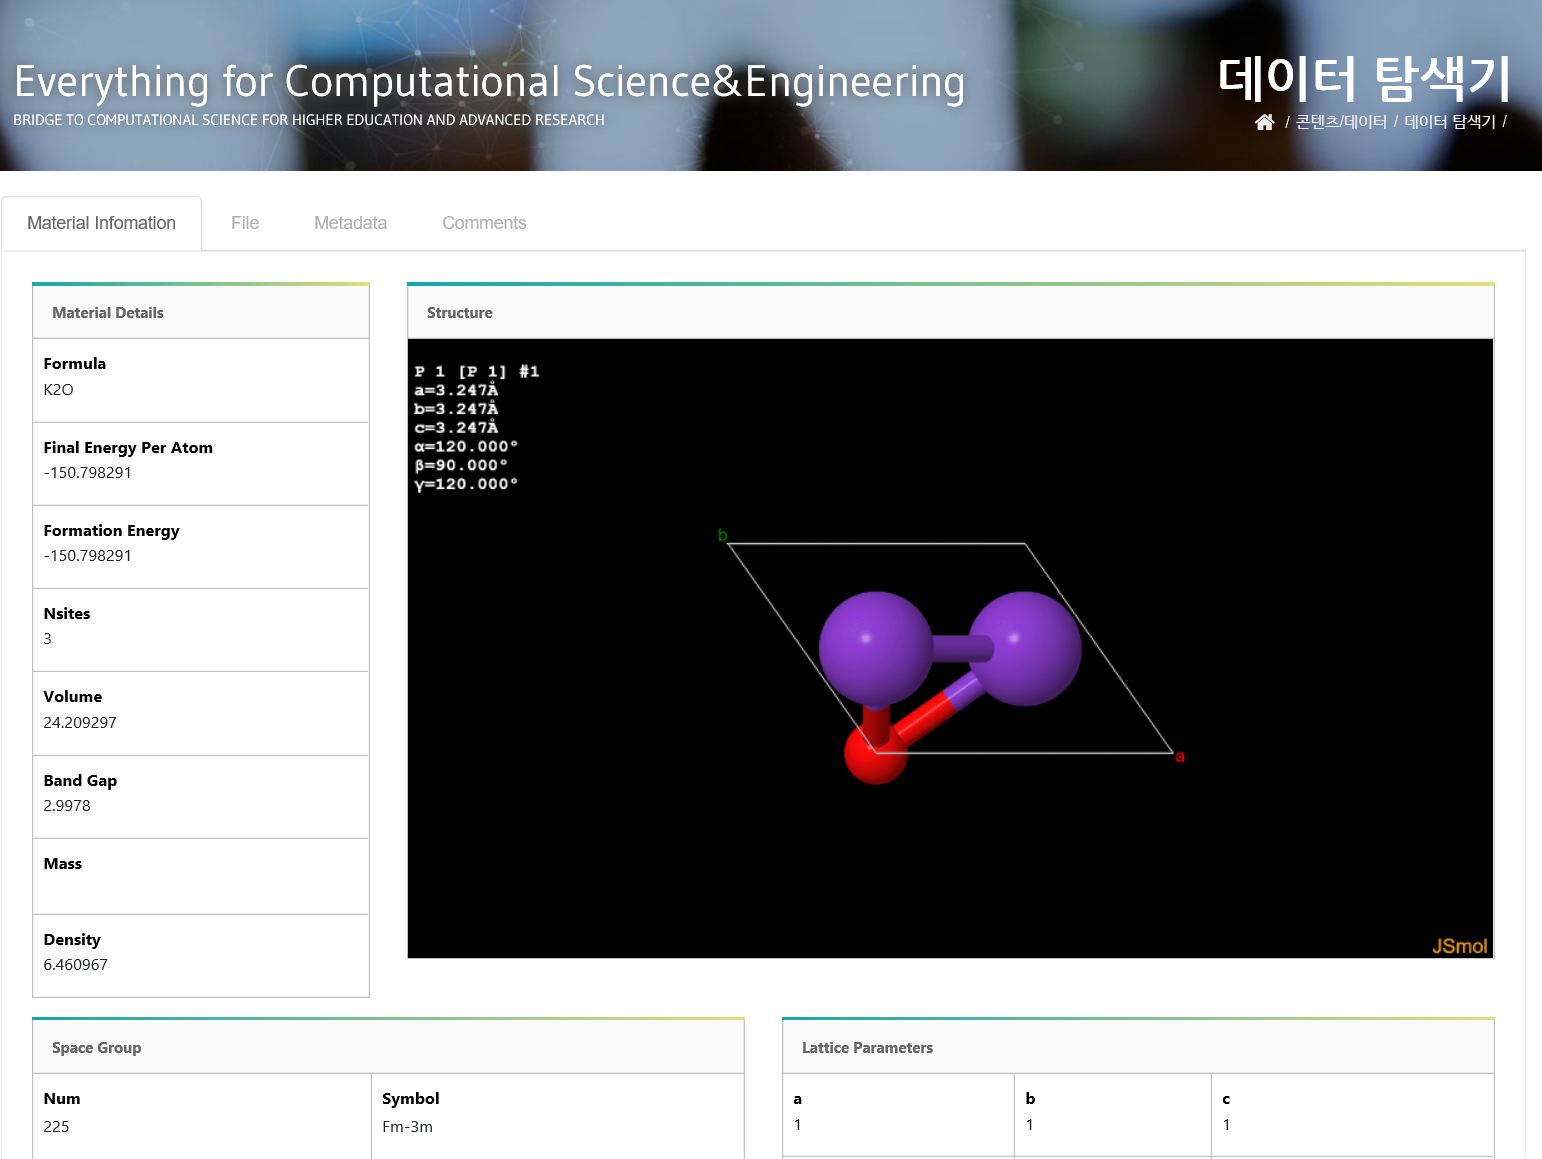 Everything for Computational Science&Engineering
BRIDGE TO COMPUTATIONAL SCIENCE FOR HIGHER EDUCATION AND ADVANCED RESEARCH
데이터 탐색기
/ 콘텐츠/데이터 / 데이터 탐색기 /
Material Infomation
File
Metadata
Comments
Material Details
Formula
K2O
Final Energy Per Atom
-150.798291
Formation Energy
-150.798291
Nsites
3
Volume
24.209297
Band Gap
2.9978
Mass
Density
6.460967
Structure
P 1 [P 1] #1
a=3.247Å
b=3.247Å
c=3.247Å
α=120.000°
β=90.000°
γ=120.000°
b
a
JSmol
Space Group
Num
225
Symbol
Fm-3m
Lattice Parameters
a
1
b
1
c
1